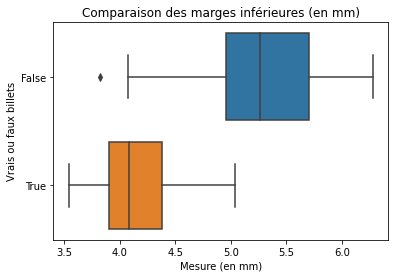 Comparaison des marges inférieures (en mm)
Vrais ou faux billets
False
True
3.5 4.0 4.5 5.0 5.5 6.0
Mesure (en mm)